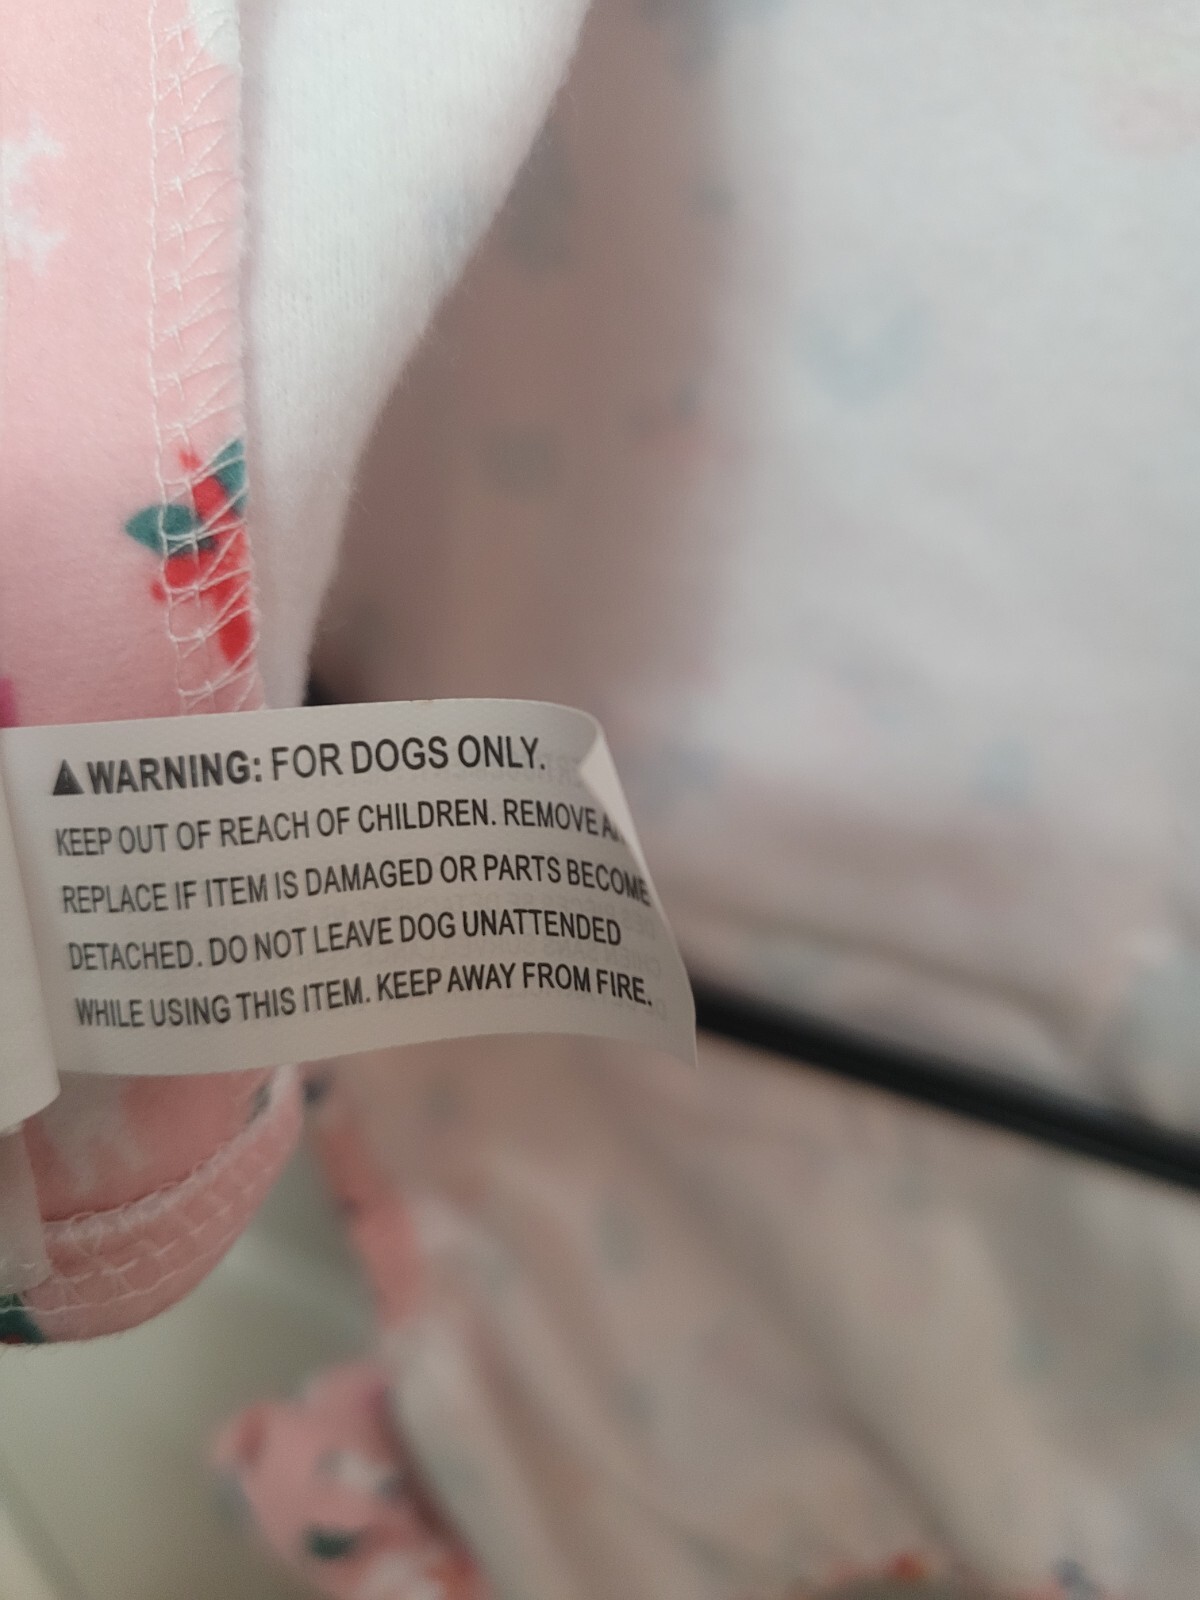 WARNING: FOR DOGS ONLY.
KEEP OUT OF REACH OF CHILDREN. REMOVE
REPLACE IF ITEM IS DAMAGED OR PARTS BECOME
DETACHED. DO NOT LEAVE DOG UNATTENDED
WHILE USING THIS ITEM. KEEP AWAY FROM FIRE.